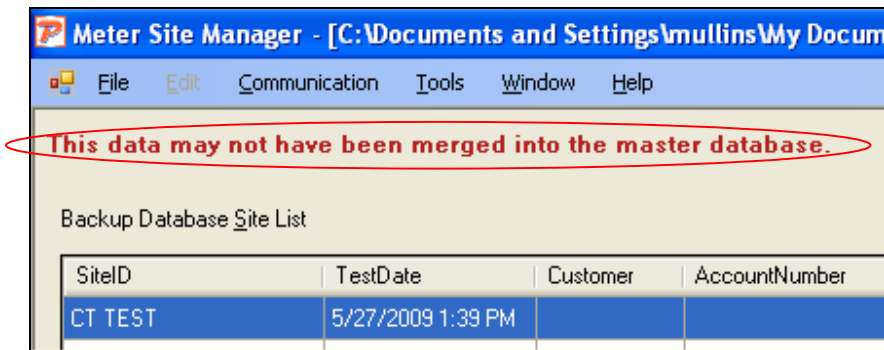 Meter Site Manager - [C:\Documents and Settings\mullins\My Docum
File Edit Communication Tools Window Help
This data may not have been merged into the master database.
Backup Database Site List
SiteID TestDate Customer AccountNumber
CT TEST 5/27/2009 1:39 PM